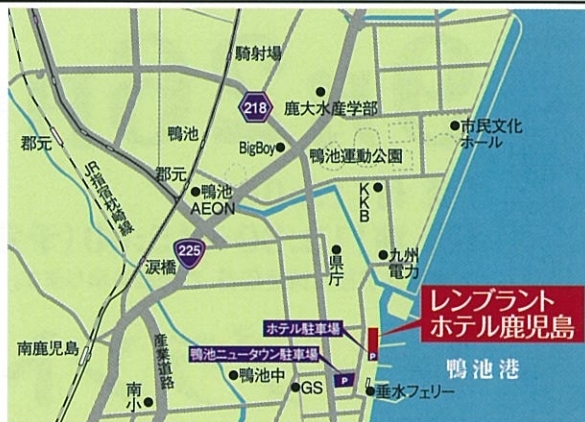 騎射場
218
鹿大水産学部
鴨池
BigBoy
鴨池運動公園
市民文化
ホール
郡元
JR指宿枕崎線
郡元
鴨池
AEON
KKB
225
涙橋
県庁
九州
電力
レンブラント
ホテル鹿児島
ホテル駐車場
P
鴨池ニュータウン駐車場
P
鴨池港
南鹿児島
産業道路
南
小
鴨池中
GS
垂水フェリー